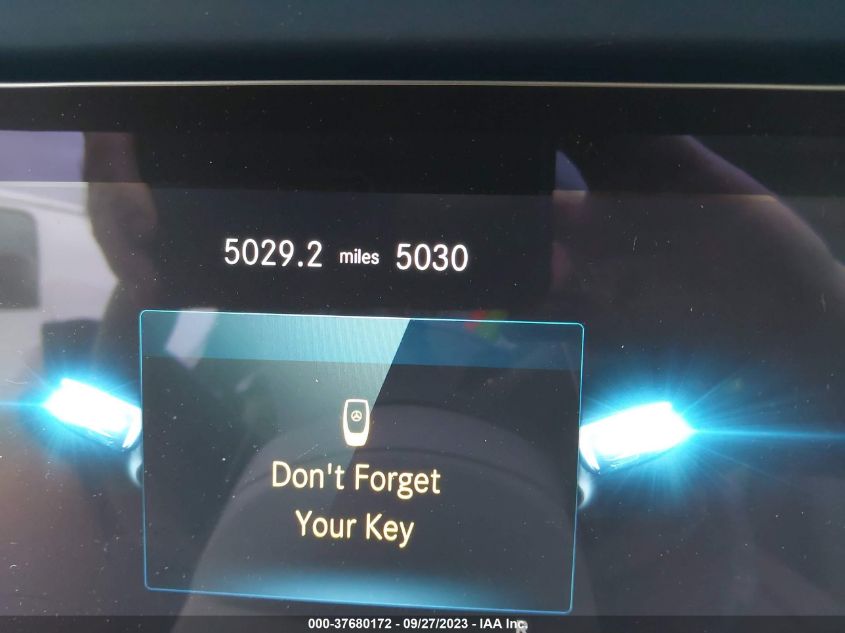 5029.2 miles 5030
Don't Forget
Your Key
000-37680172 - 09/27/2023 - IAA Inc.